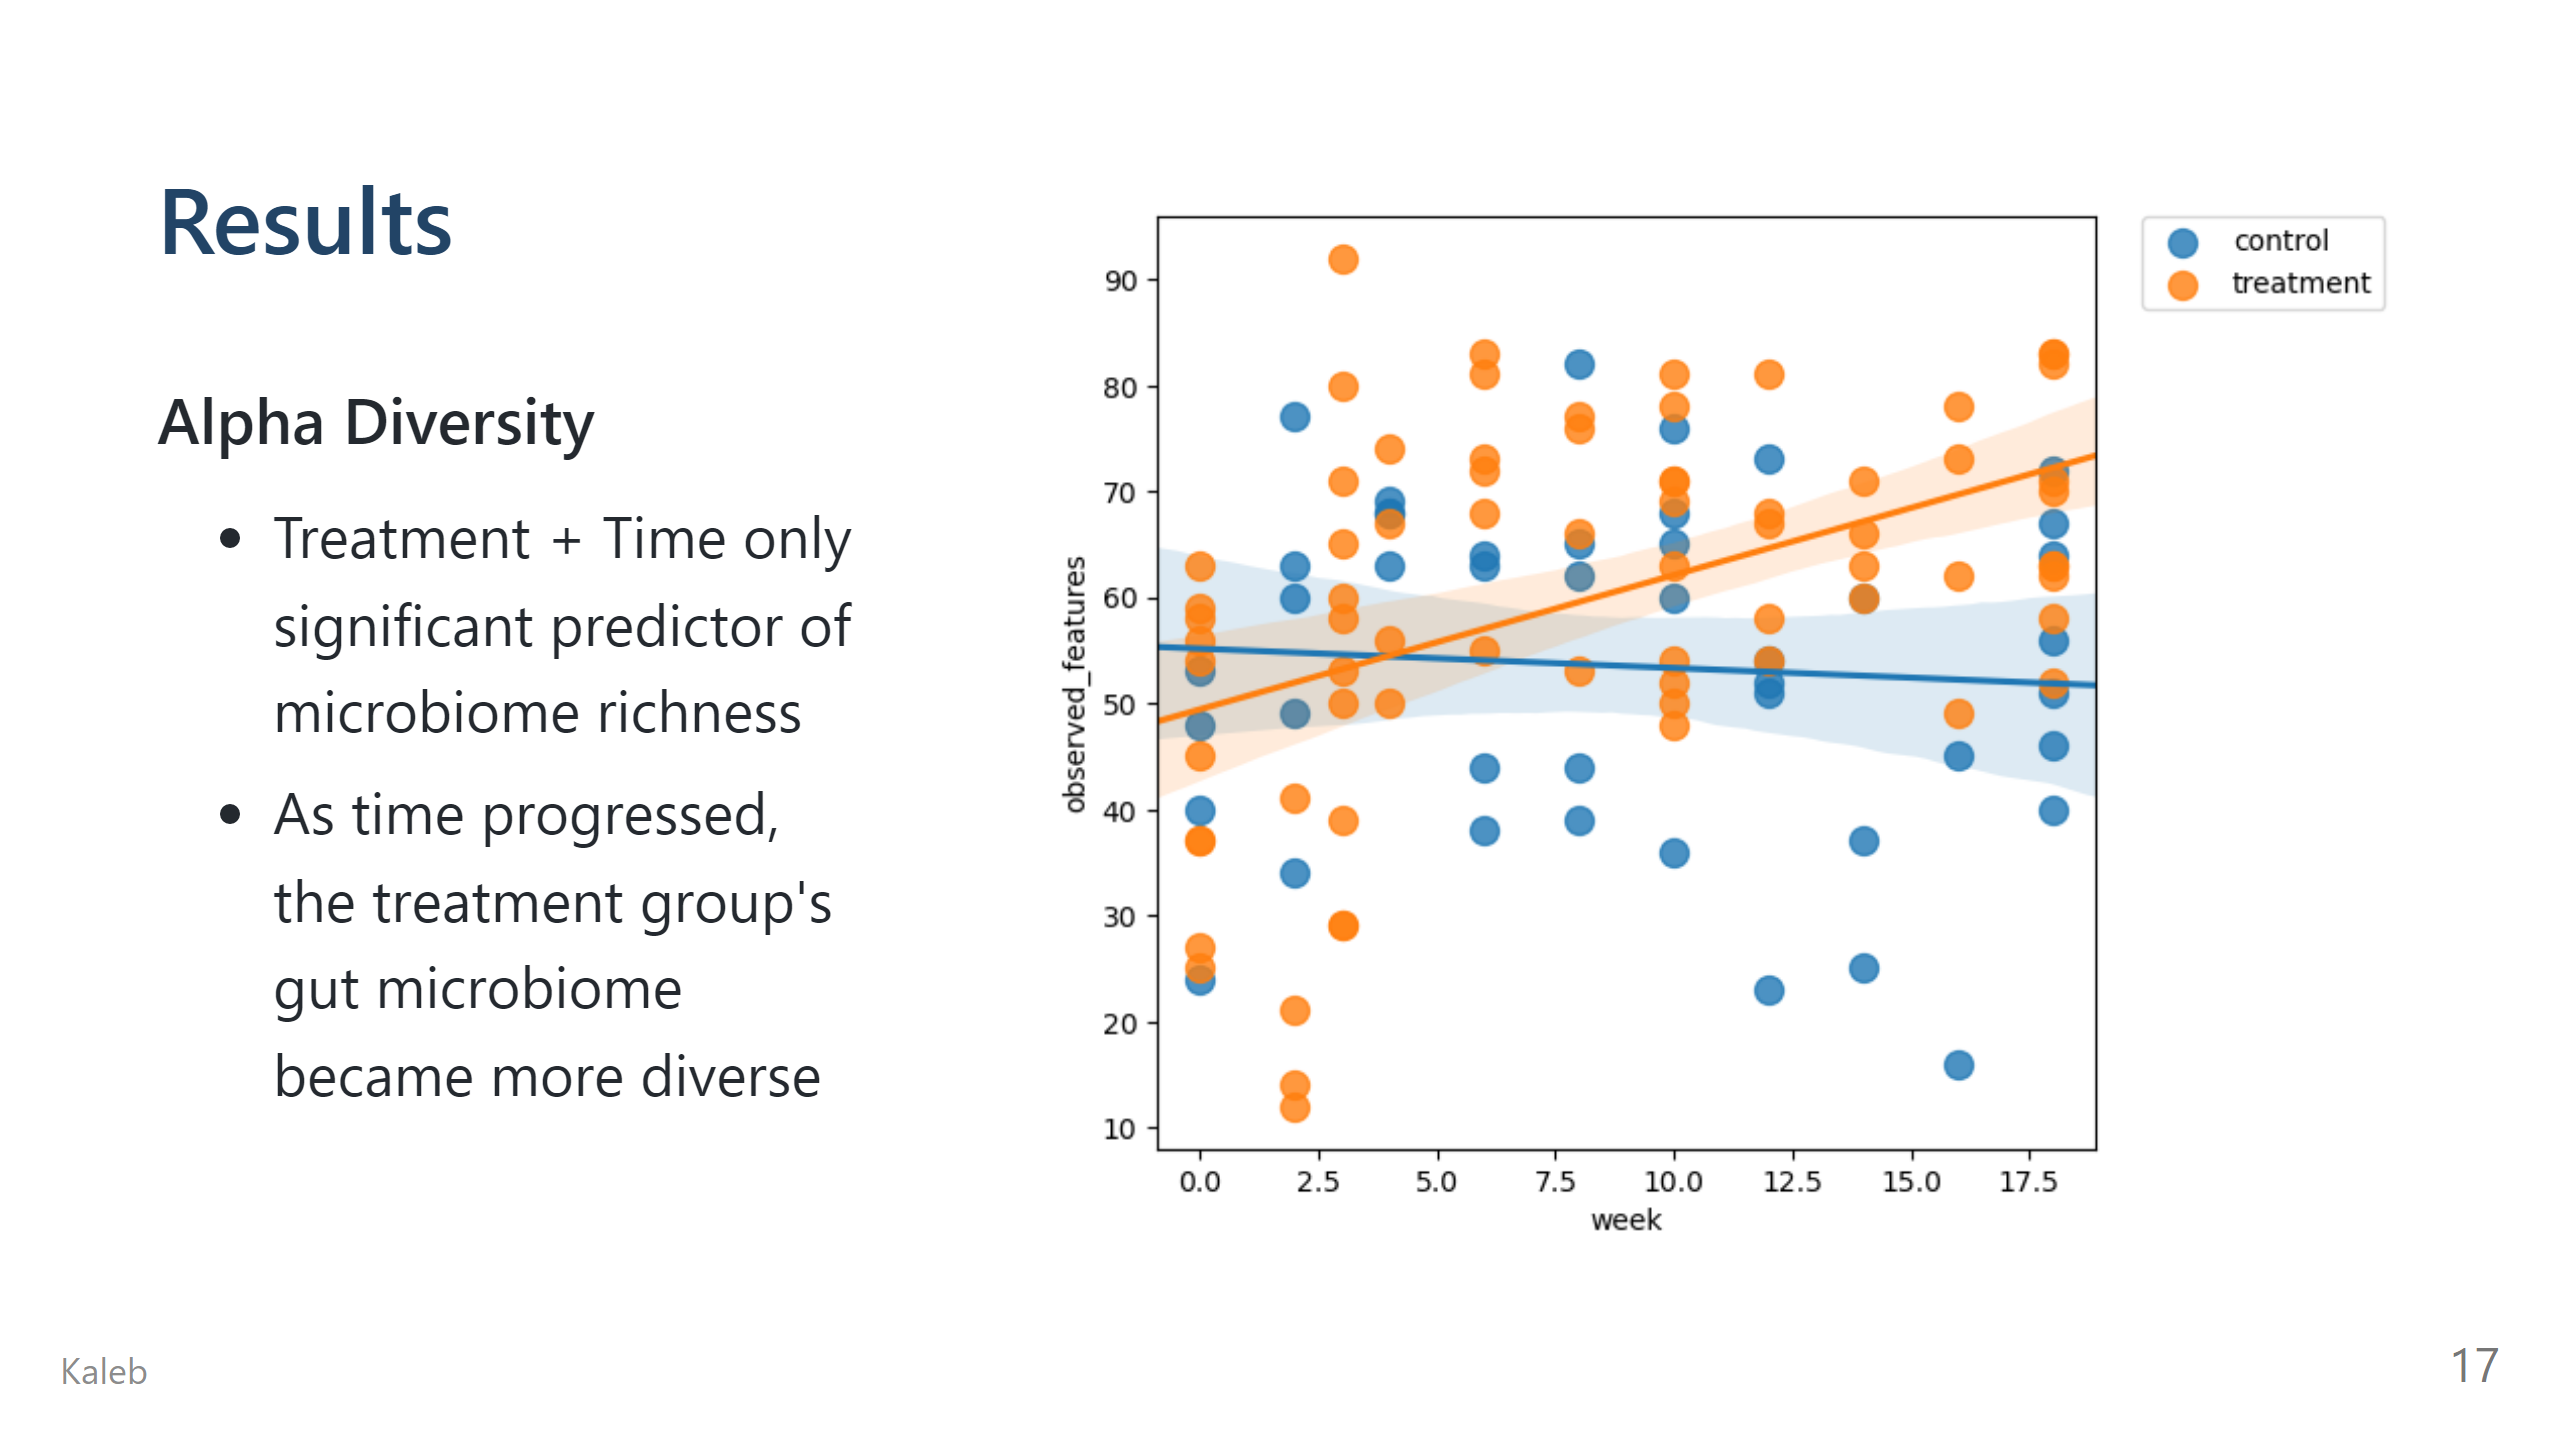 Results
Alpha Diversity
• Treatment + Time only
significant predictor of
microbiome richness
• As time progressed,
the treatment group's
gut microbiome
became more diverse
control
treatment
observed_features
90
80
70
60
50
40
30
20
10
0.0 2.5 5.0 7.5 10.0 12.5 15.0 17.5
week
Kaleb
17